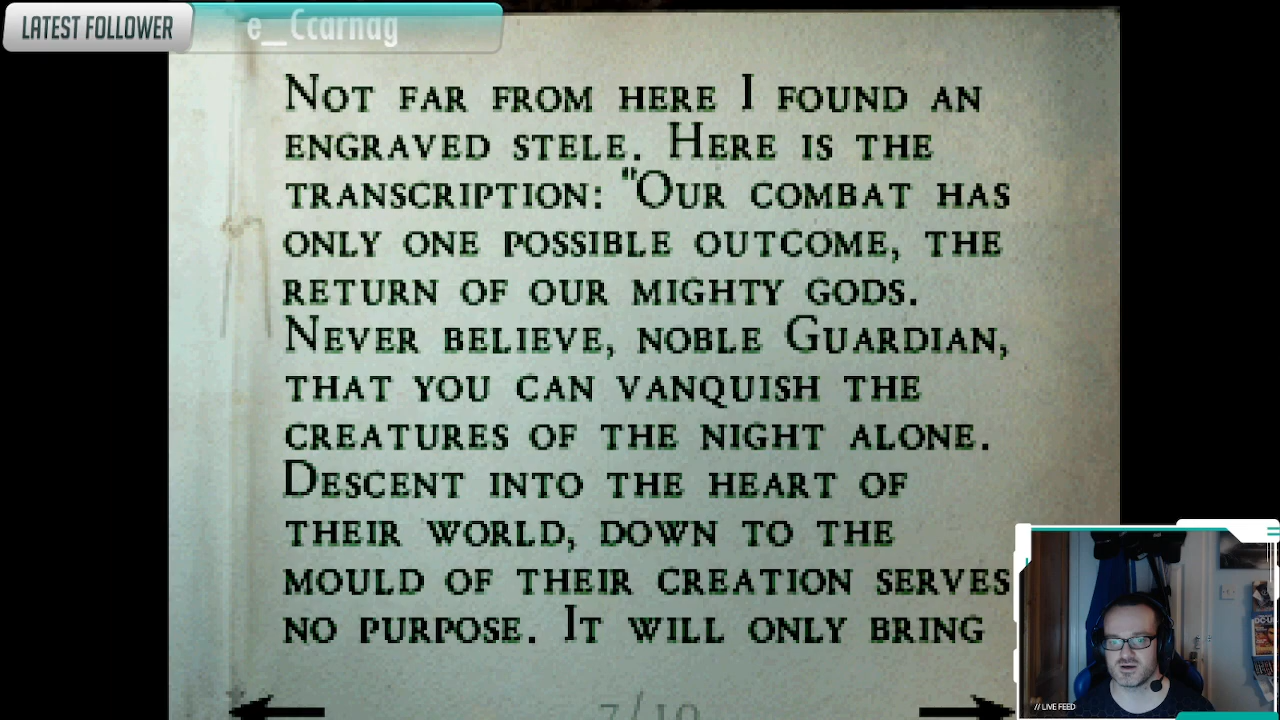 LATEST FOLLOWER e_Ccarnag
NOT FAR FROM HERE I FOUND AN
ENGRAVED STELE. HERE IS THE
TRANSCRIPTION: "OUR COMBAT HAS
ONLY ONE POSSIBLE OUTCOME, THE
RETURN OF OUR MIGHTY GODS.
NEVER BELIEVE, NOBLE GUARDIAN,
THAT YOU CAN VANQUISH THE
CREATURES OF THE NIGHT ALONE.
DESCENT INTO THE HEART OF
THEIR WORLD, DOWN TO THE
MOULD OF THEIR CREATION SERVES
NO PURPOSE. IT WILL ONLY BRING
7/10
// LIVE FEED